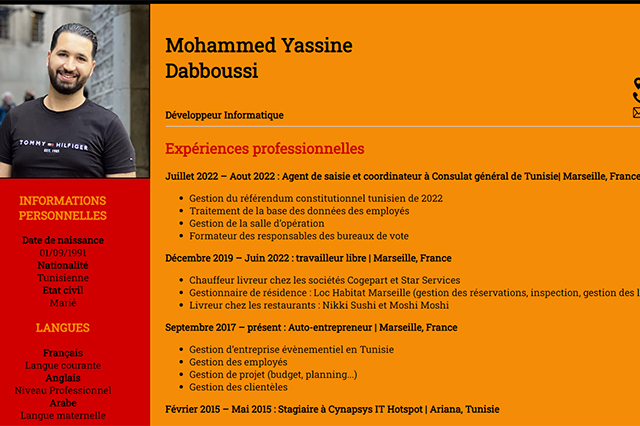 Mohammed Yassine
Dabboussi
Développeur Informatique
Expériences professionnelles
Juillet 2022 – Aout 2022 : Agent de saisie et coordinateur à Consulat général de Tunisie| Marseille, France
Gestion du référendum constitutionnel tunisien de 2022
Traitement de la base des données des employés
Gestion de la salle d'opération
Formateur des responsables des bureaux de vote
Décembre 2019 – Juin 2022 : travailleur libre | Marseille, France
Chauffeur livreur chez les sociétés Cogepart et Star Services
Gestionnaire de résidence : Loc Habitat Marseille (gestion des réservations, inspection, gestion des l
Livreur chez les restaurants : Nikki Sushi et Moshi Moshi
Septembre 2017 – présent : Auto-entrepreneur | Marseille, France
Gestion d'entreprise évènementiel en Tunisie
Gestion des employés
Gestion de projet (budget, planning...)
Gestion des clientèles
Février 2015 – Mai 2015 : Stagiaire à Cynapsys IT Hotspot | Ariana, Tunisie
TOMMY HILFIGER
EST. 1985
INFORMATIONS
PERSONNELLES
Date de naissance
01/09/1991
Nationalité
Tunisienne
Etat civil
Marié
LANGUES
Français
Langue courante
Anglais
Niveau Professionnel
Arabe
Langue maternelle